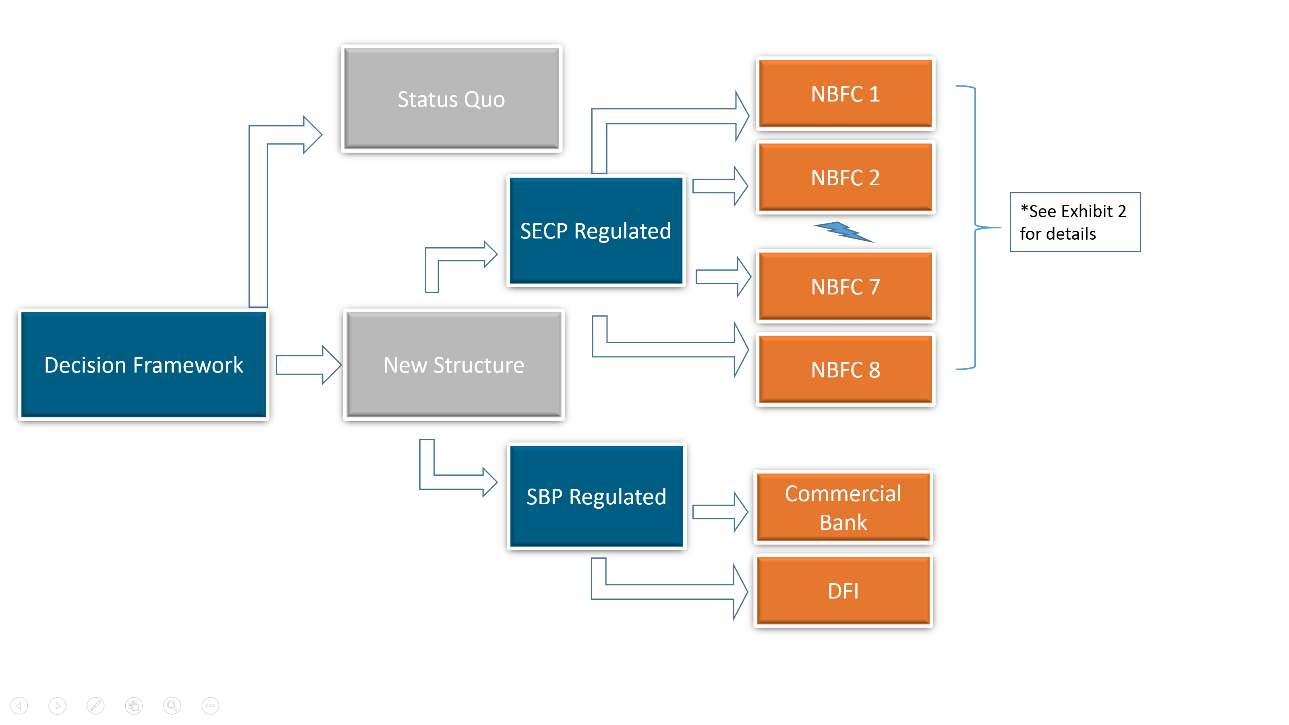 Status Quo
NBFC 1
NBFC 2
SECP Regulated
*See Exhibit 2
for details
NBFC 7
Decision Framework
New Structure
NBFC 8
SBP Regulated
Commercial
Bank
DFI